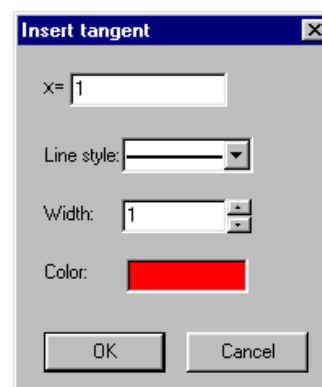 Insert tangent
x= 1
Line style:
Width: 1
Color:
OK Cancel